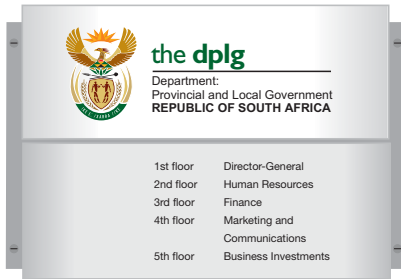 the dplg
Department:
Provincial and Local Government
REPUBLIC OF SOUTH AFRICA
1st floor Director-General
2nd floor Human Resources
3rd floor Finance
4th floor Marketing and
Communications
5th floor Business Investments